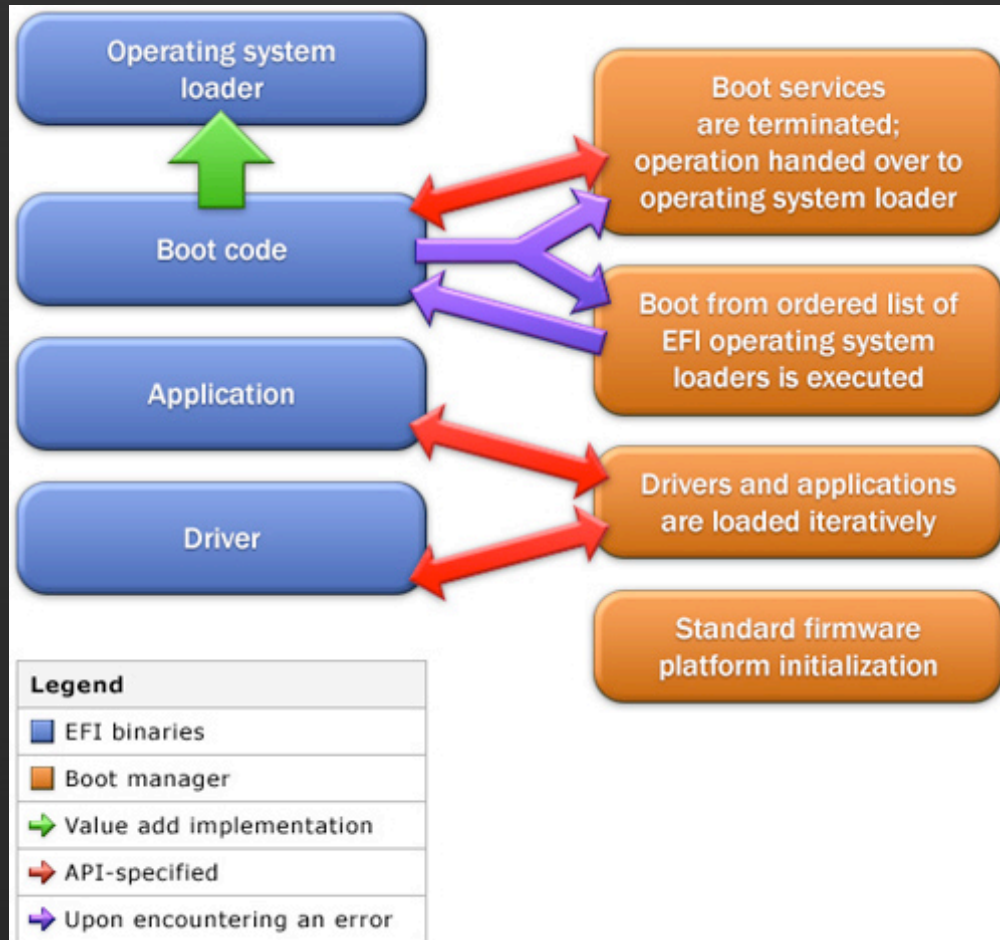 Operating system
loader
Boot services
are terminated;
operation handed over to
operating system loader
Boot code
Boot from ordered list of
EFI operating system
loaders is executed
Application
Drivers and applications
are loaded iteratively
Driver
Standard firmware
platform initialization
Legend
EFI binaries
Boot manager
Value add implementation
API-specified
Upon encountering an error